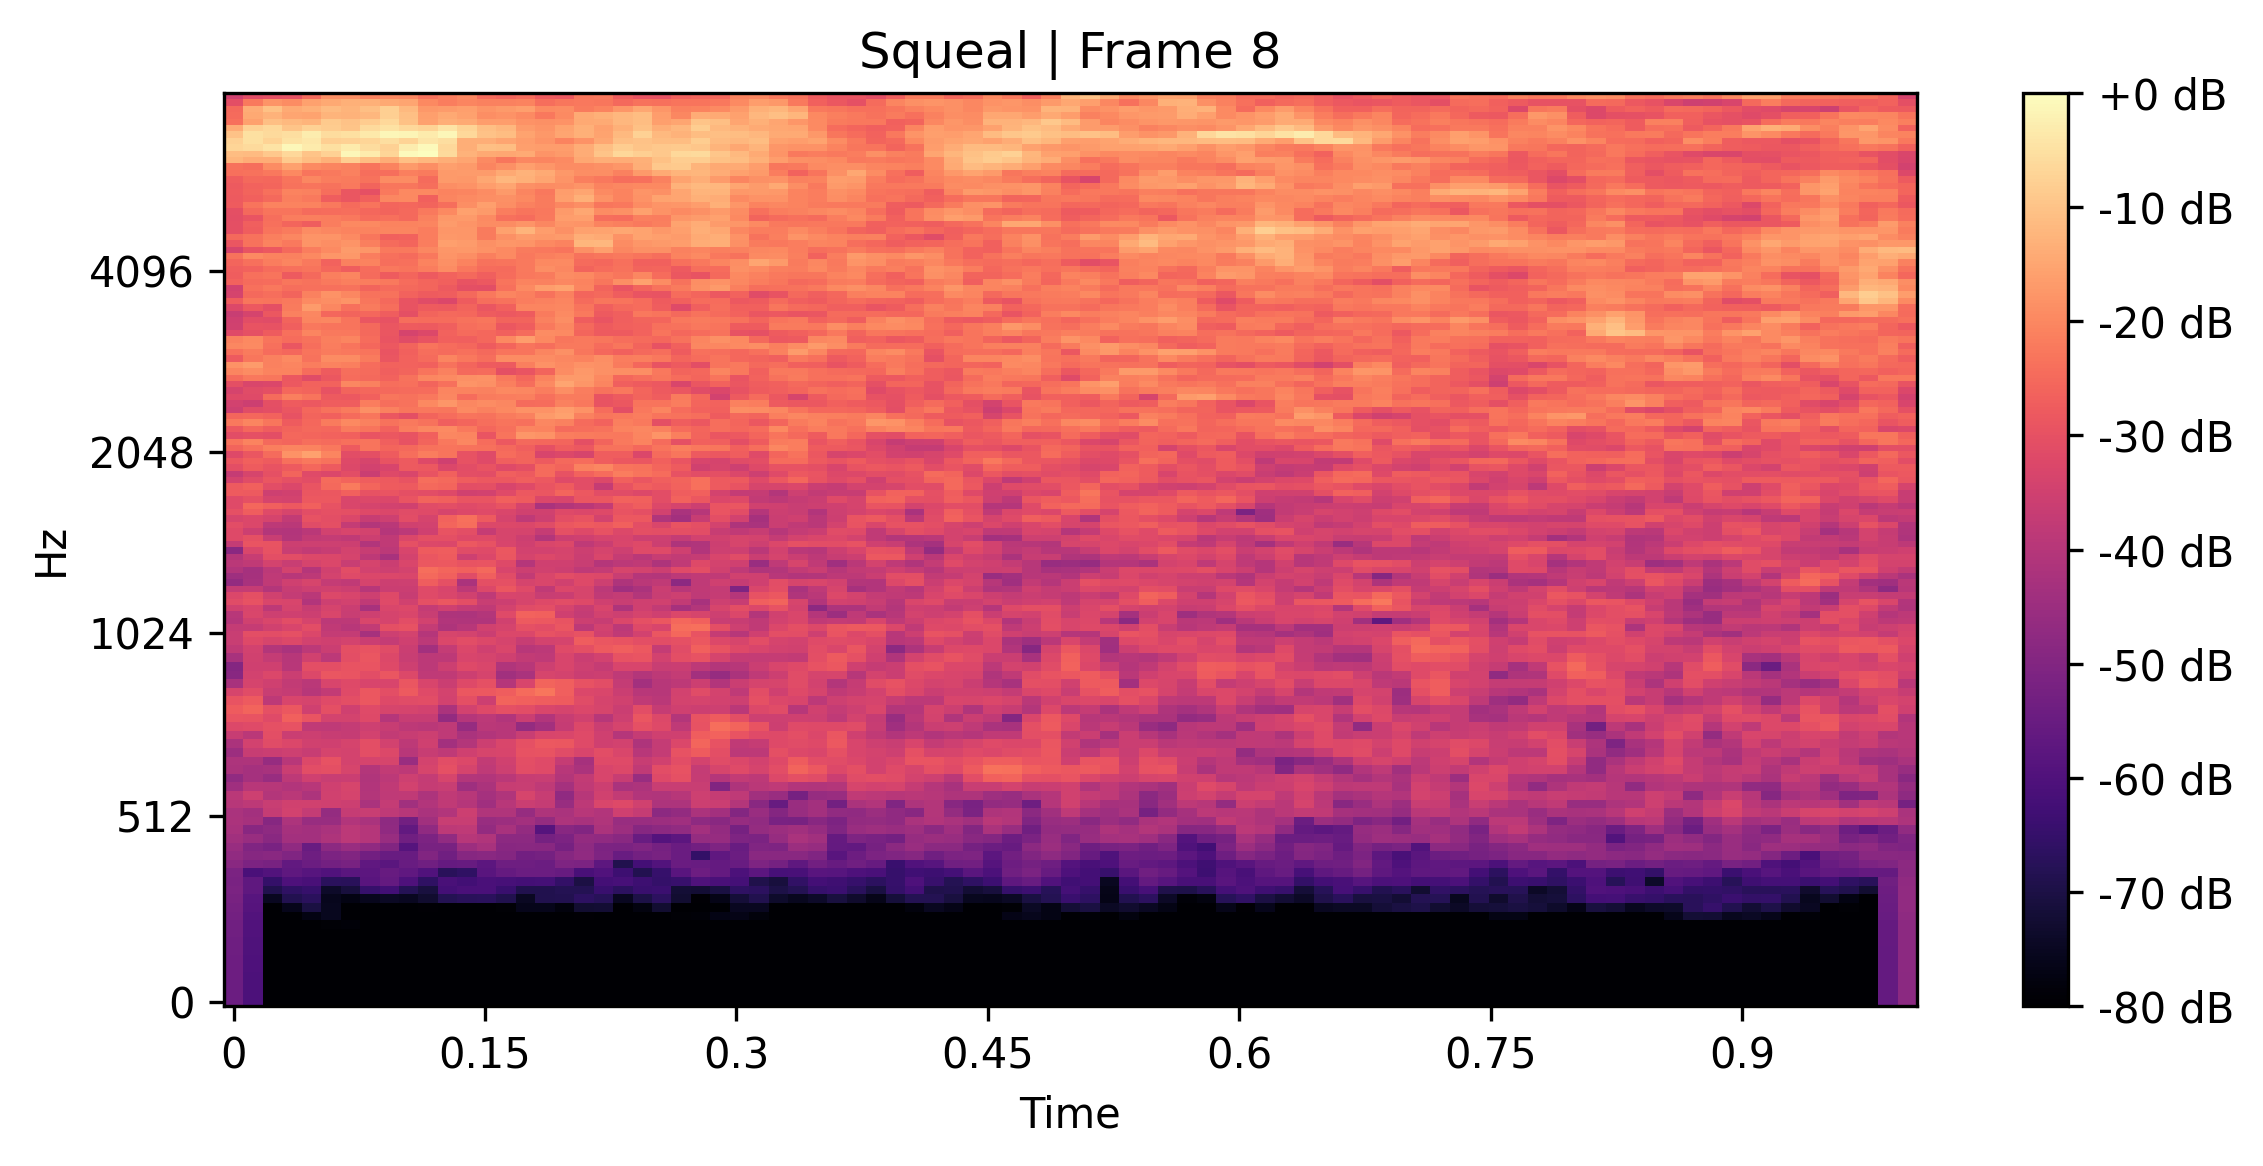 Squeal | Frame 8
+0 dB
-10 dB
4096
-20 dB
2048
-30 dB
Hz
-40 dB
1024
-50 dB
512
-60 dB
-70 dB
0
-80 dB
0 0.15 0.3 0.45 0.6 0.75 0.9
Time